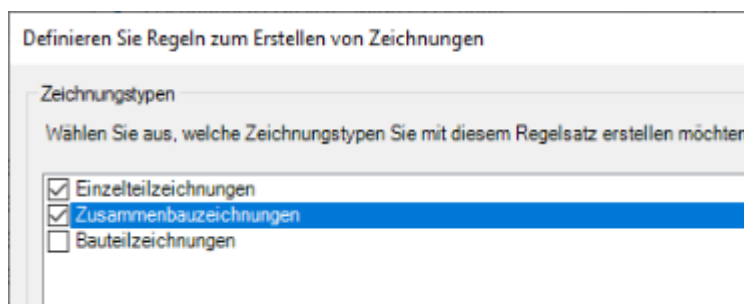 Definieren Sie Regeln zum Erstellen von Zeichnungen
Zeichnungstypen
Wählen Sie aus, welche Zeichnungstypen Sie mit diesem Regelsatz erstellen möchten
Einzelteilzeichnungen
Zusammenbauzeichnungen
Bauteilzeichnungen